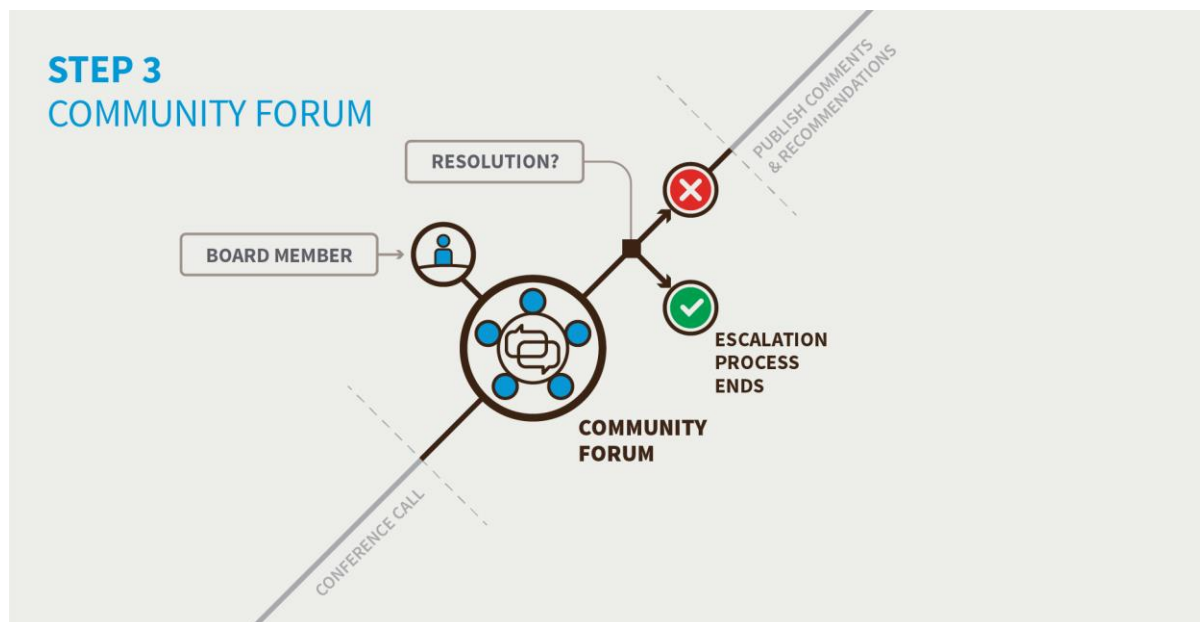 STEP 3
COMMUNITY FORUM
PUBLISH COMMENTS
& RECOMMENDATIONS
RESOLUTION?
BOARD MEMBER
ESCALATION
PROCESS
ENDS
COMMUNITY
FORUM
CONFERENCE CALL